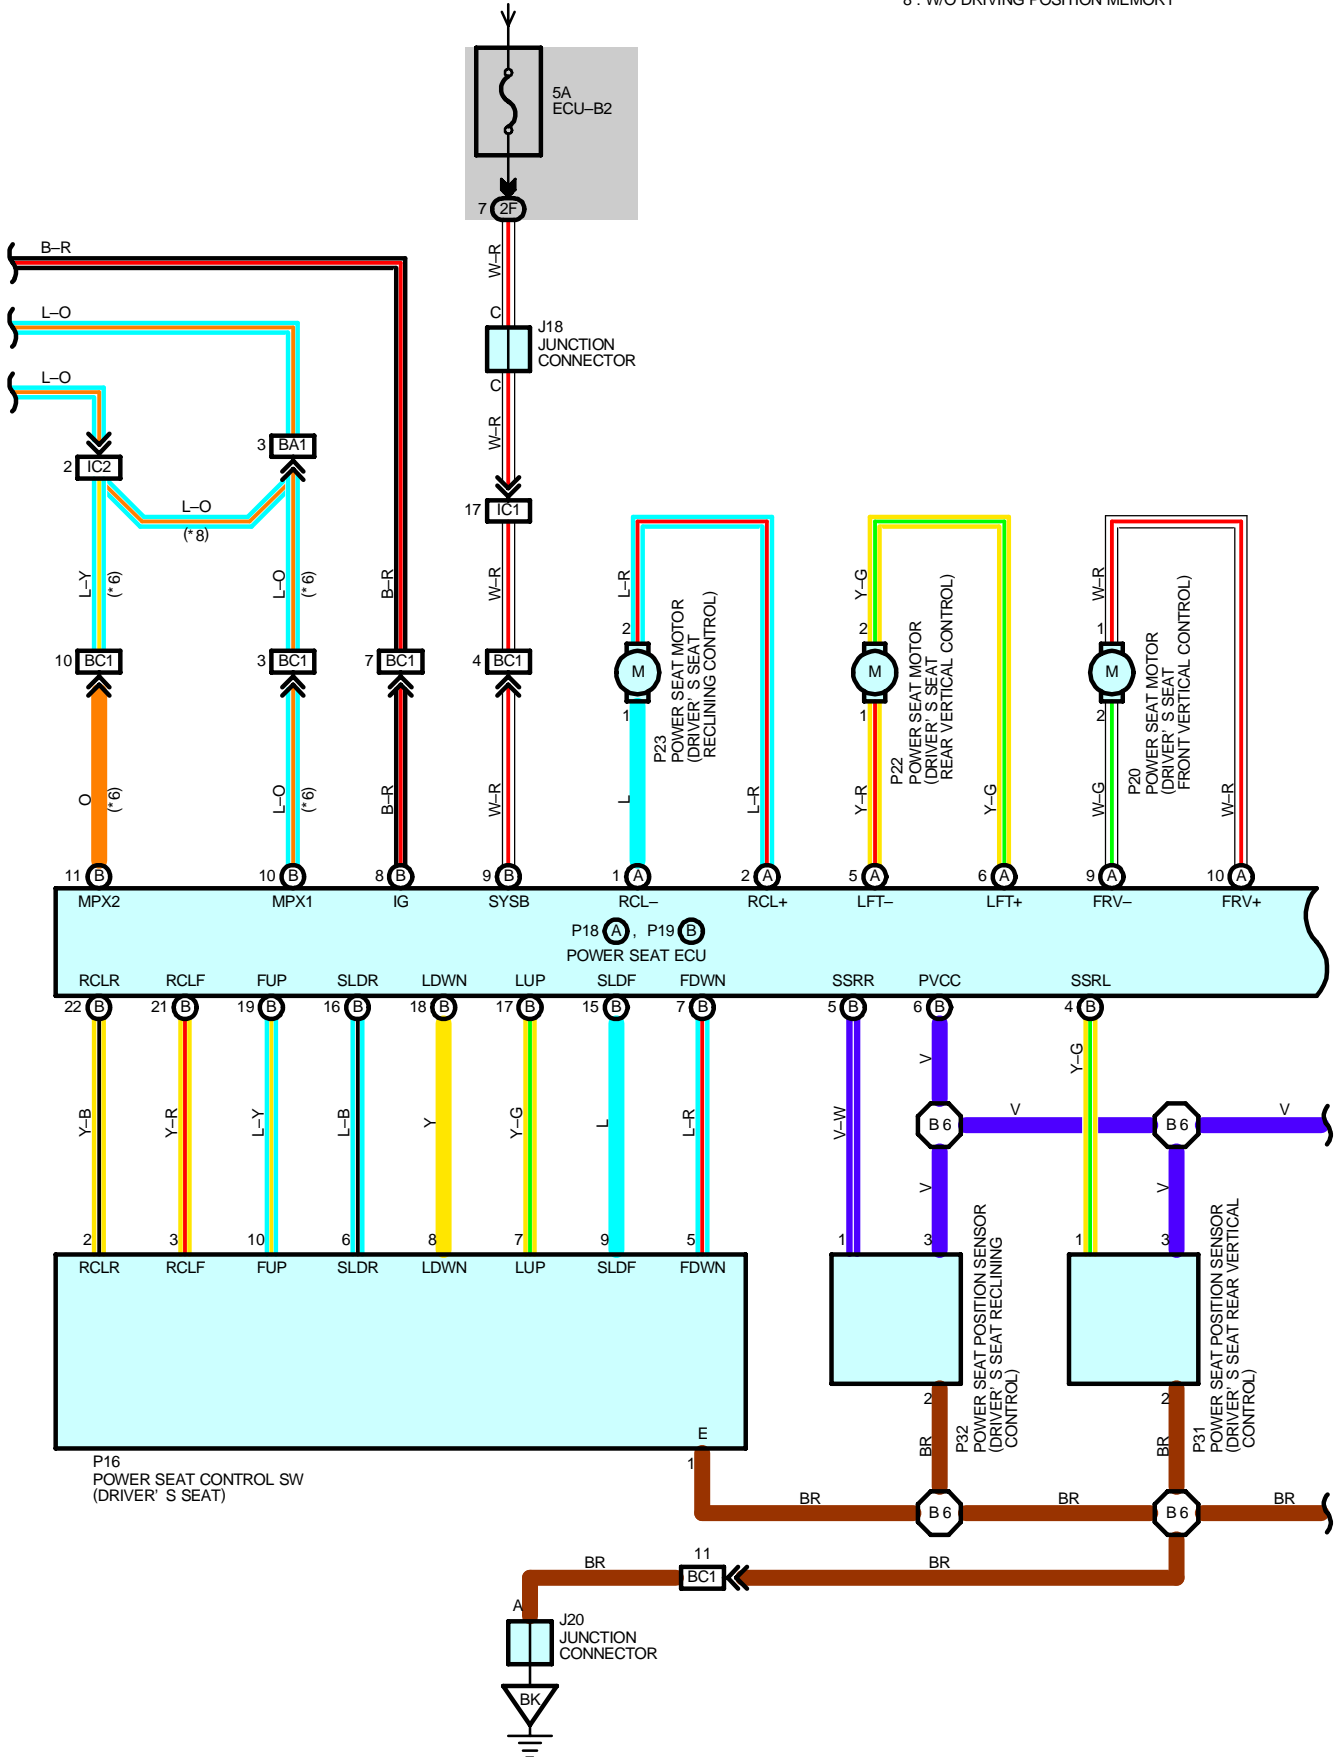 8 : W/O DRIVING POSITION MEMORY
5A
ECU–B2
7 2F
B–R
W–R
L–O
C
J18
JUNCTION
CONNECTOR
L–O
C
W–R
3 BA1
2 IC2
L–O
(*8)
17 IC1
L–Y
(*6)
L–O
(*6)
B–R
W–R
L–R
Y–G
W–R
2
2
1
10 BC1
3 BC1
7 BC1
4 BC1
M
M
M
1
1
2
P23
POWER SEAT MOTOR
(DRIVER' S SEAT
RECLINING CONTROL)
P22
POWER SEAT MOTOR
(DRIVER' S SEAT
REAR VERTICAL CONTROL)
P20
POWER SEAT MOTOR
(DRIVER' S SEAT
FRONT VERTICAL CONTROL)
O
(*6)
L–O
(*6)
B–R
W–R
L
L–R
Y–R
Y–G
W–G
W–R
11 B
10 B
8 B
9 B
1 A
2 A
5 A
6 A
9 A
10 A
MPX2
MPX1
IG
SYSB
RCL–
RCL+
LFT–
LFT+
FRV–
FRV+
P18 A , P19 B
POWER SEAT ECU
RCLR
RCLF
FUP
SLDR
LDWN
LUP
SLDF
FDWN
SSRR
PVCC
SSRL
22 B
21 B
19 B
16 B
18 B
17 B
15 B
7 B
5 B
6 B
4 B
Y–B
Y–R
L–Y
L–B
Y
Y–G
L
L–R
V–W
V
Y–G
B 6
V
B 6
V
V
V
2
3
10
6
8
7
9
5
1
3
1
3
RCLR
RCLF
FUP
SLDR
LDWN
LUP
SLDF
FDWN
P32
POWER SEAT POSITION SENSOR
(DRIVER' S SEAT RECLINING
CONTROL)
P31
POWER SEAT POSITION SENSOR
(DRIVER' S SEAT REAR VERTICAL
CONTROL)
2
2
E
1
BR
BR
P16
POWER SEAT CONTROL SW
(DRIVER' S SEAT)
BR
B 6
BR
B 6
BR
BR
11
BC1
BR
A
J20
JUNCTION
CONNECTOR
BK